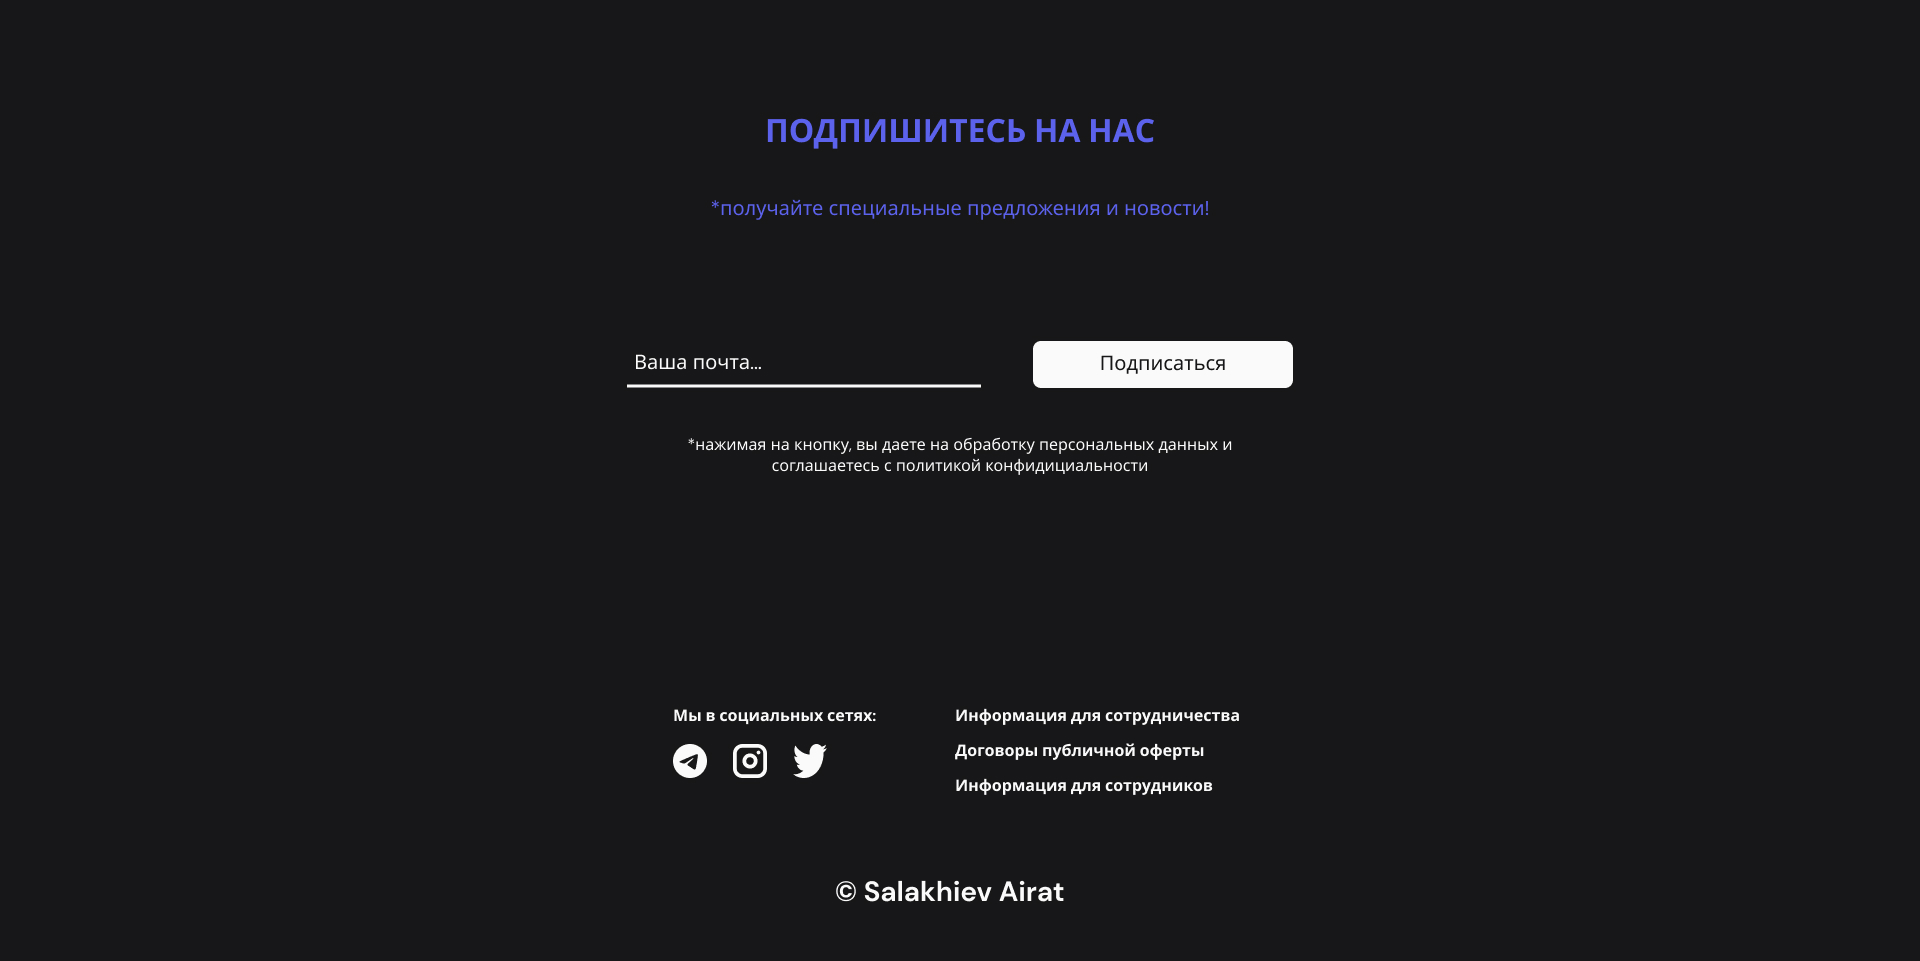 ПОДПИШИТЕСЬ НА НАС
*получайте специальные предложения и новости!
Ваша почта...
Подписаться
*нажимая на кнопку, вы даете на обработку персональных данных и
соглашаетесь с политикой конфидициальности
Мы в социальных сетях:
Информация для сотрудничества
Договоры публичной оферты
Информация для сотрудников
© Salakhiev Airat